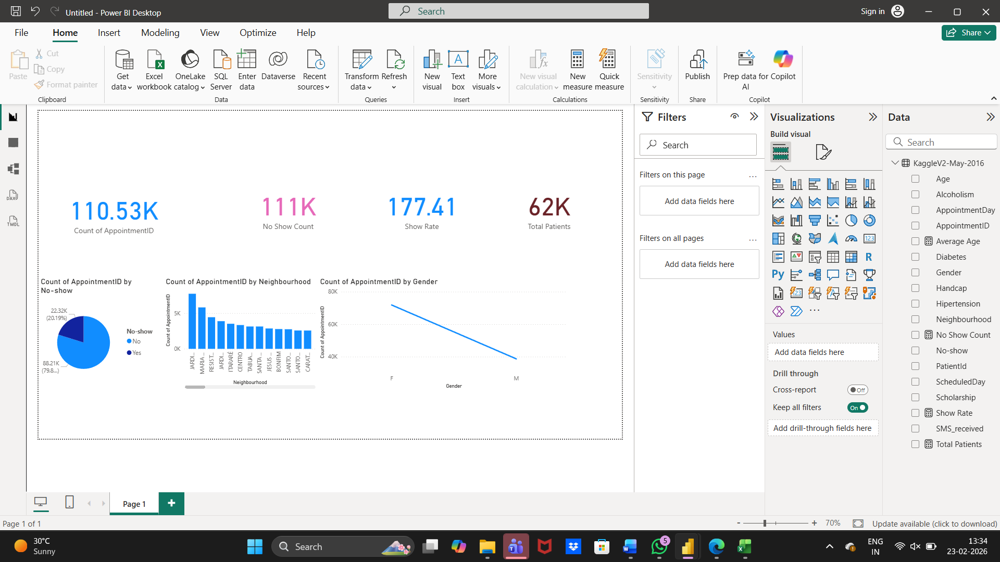 Untitled - Power BI Desktop
Search
Sign in
File
Home
Insert
Modeling
View
Optimize
Help
Share
Paste
Cut
Copy
Format painter
Clipboard
Get data
Excel workbook
OneLake catalog
SQL Server
Enter data
Dataverse
Recent sources
Data
Transform data
Refresh
Queries
New visual
Text box
More visuals
Insert
New visual calculation
New measure
Quick measure
Calculations
Sensitivity
Sensitivity
Publish
Share
Prep data for AI
Copilot
Copilot
DAX
TMDL
110.53K
Count of AppointmentID
111K
No Show Count
177.41
Show Rate
62K
Total Patients
Count of AppointmentID by
No-show
22.32K
(20.19%)
88.21K
(79.8...)
No-show
No
Yes
Count of AppointmentID by Neighbourhood
Count of AppointmentID
5K
0K
JARDI...
MARIA ...
RESIST...
JARDI...
ITARARÉ
CENTRO
TABUA...
SANTA ...
JESUS ...
BONFIM
SANTO...
SANTO...
CARAT...
Neighbourhood
Count of AppointmentID by Gender
Count of AppointmentID
80K
60K
40K
F
M
Gender
Filters
Search
Filters on this page
...
Add data fields here
Filters on all pages
...
Add data fields here
Visualizations
Build visual
123
R
Py
123
...
Values
Add data fields here
Drill through
Cross-report
Off
Keep all filters
On
Add drill-through fields here
Data
Search
KaggleV2-May-2016
Age
Alcoholism
AppointmentDay
AppointmentID
Average Age
Diabetes
Gender
Handcap
Hipertension
Neighbourhood
No Show Count
No-show
PatientId
ScheduledDay
Scholarship
Show Rate
SMS_received
Total Patients
Page 1
+
Page 1 of 1
- + 70%
Update available (click to download)
30°C
Sunny
Search
5
ENG
IN
13:34
23-02-2026